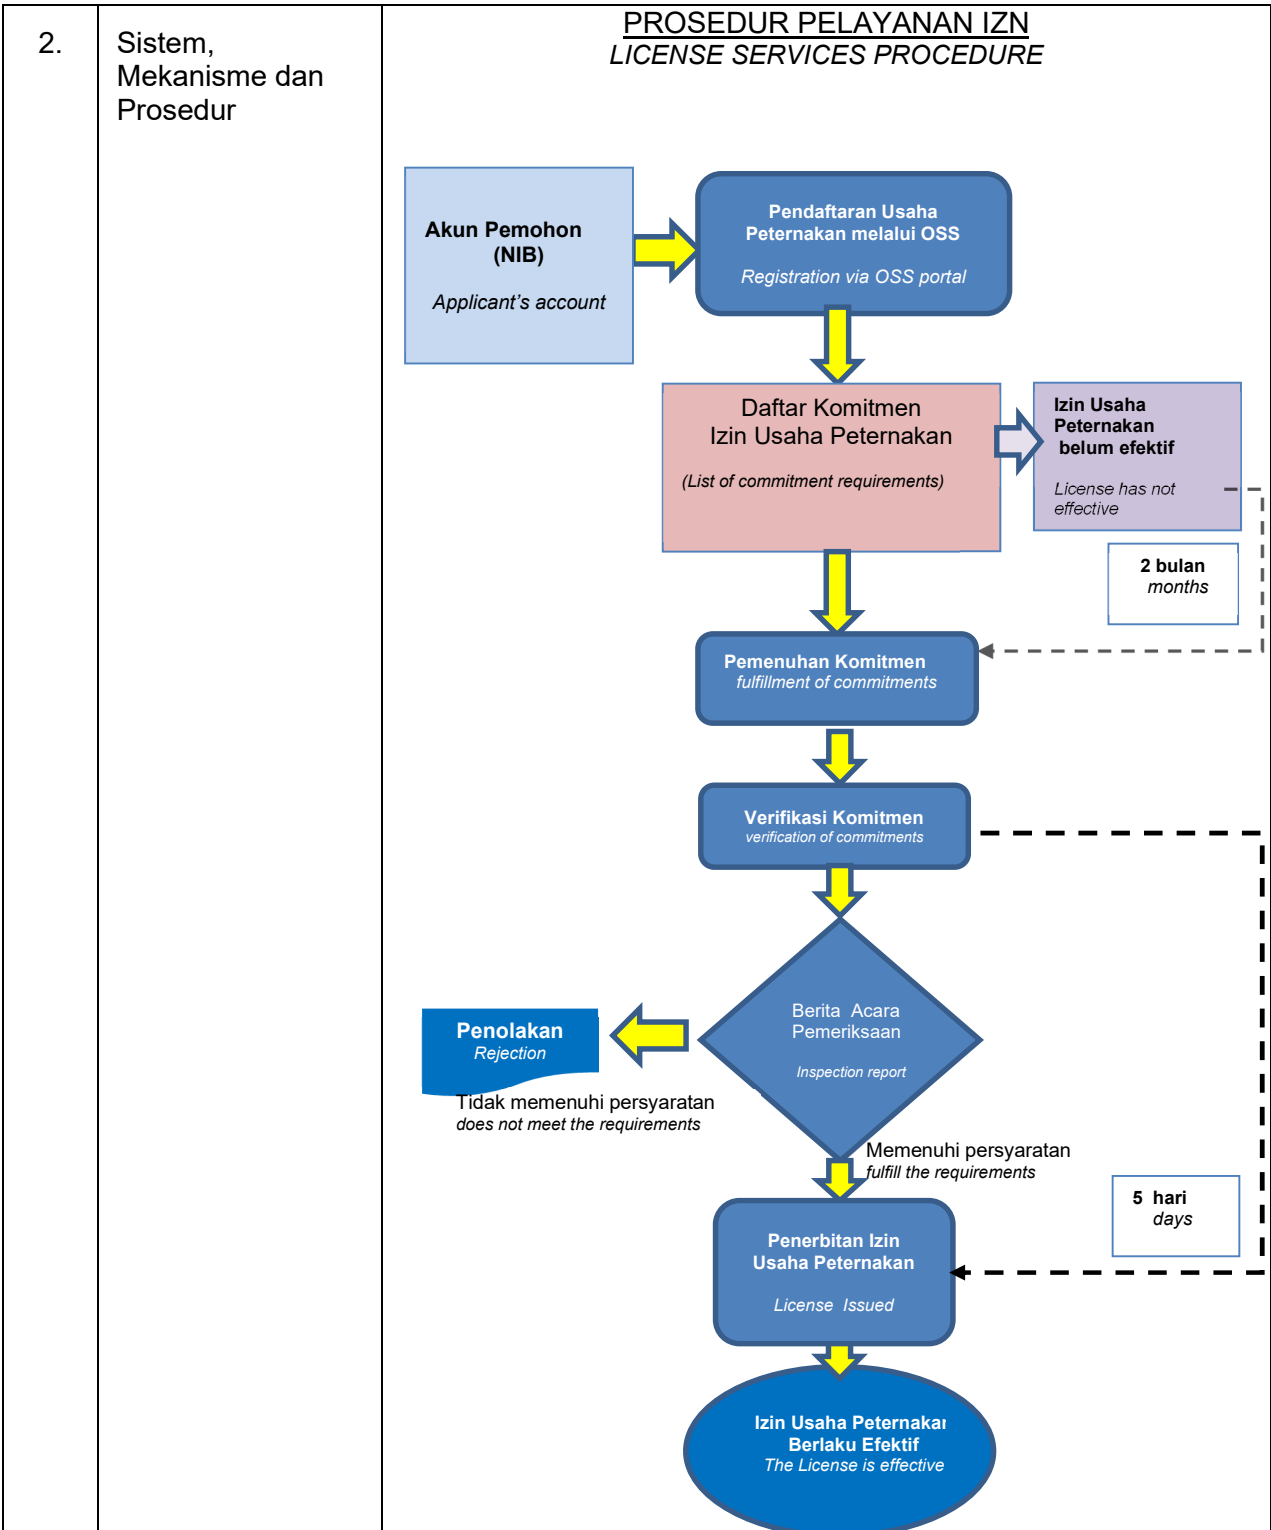 2.
Sistem,
Mekanisme dan
Prosedur
PROSEDUR PELAYANAN IZN
LICENSE SERVICES PROCEDURE
Akun Pemohon
(NIB)
Applicant's account
Pendaftaran Usaha
Peternakan melalui OSS
Registration via OSS portal
Daftar Komitmen
Izin Usaha Peternakan
(List of commitment requirements)
Izin Usaha
Peternakan
belum efektif
License has not
effective
2 bulan
months
Pemenuhan Komitmen
fulfillment of commitments
Verifikasi Komitmen
verification of commitments
Berita Acara
Pemeriksaan
Inspection report
Penolakan
Rejection
Tidak memenuhi persyaratan
does not meet the requirements
Memenuhi persyaratan
fulfill the requirements
5 hari
days
Penerbitan Izin
Usaha Peternakan
License Issued
Izin Usaha Peternakan
Berlaku Efektif
The License is effective